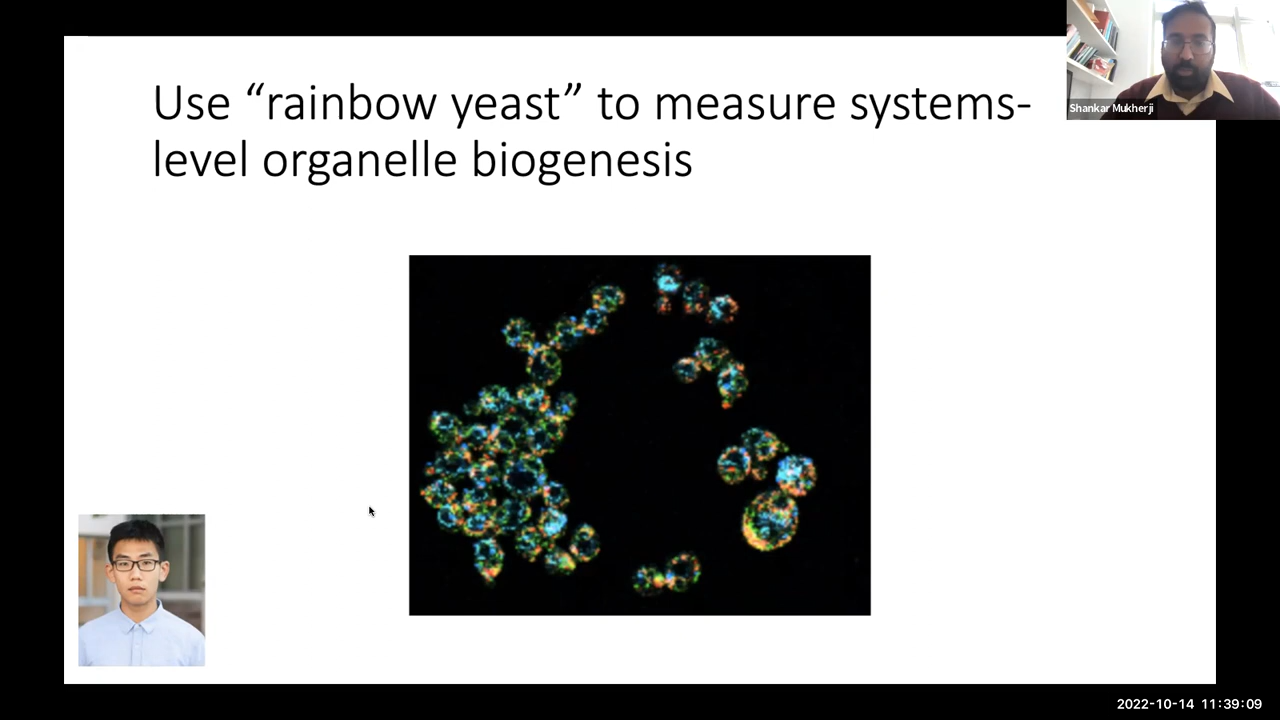 Use “rainbow yeast” to measure systems-
level organelle biogenesis
Shankar Mukherji
2022-10-14 11:39:09